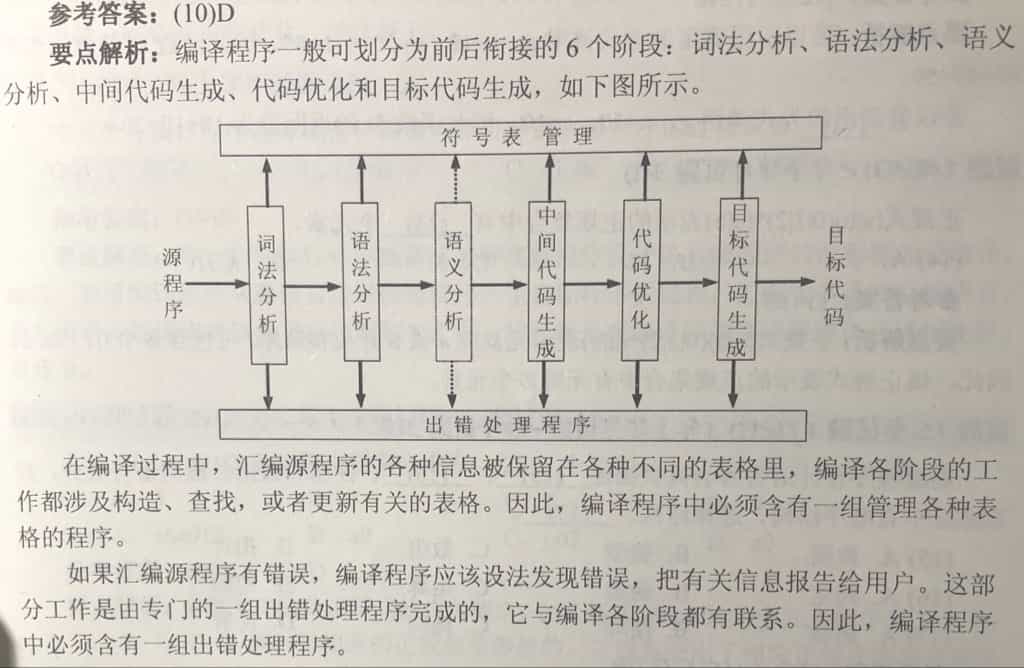 参考答案：(10)D
要点解析：编译程序一般可划分为前后衔接的 6 个阶段：词法分析、语法分析、语义
分析、中间代码生成、代码优化和目标代码生成，如下图所示。
符号表 管理
源程序
词法分析
语法分析
语义分析
中间代码生成
代码优化
目标代码生成
目标代码
出错处理程序
在编译过程中，汇编源程序的各种信息被保留在各种不同的表格里，编译各阶段的工
作都涉及构造、查找，或者更新有关的表格。因此，编译程序中必须含有一组管理各种表
格的程序。
如果汇编源程序有错误，编译程序应该设法发现错误，把有关信息报告给用户。这部
分工作是由专门的一组出错处理程序完成的，它与编译各阶段都有联系。因此，编译程序
中必须含有一组出错处理程序。